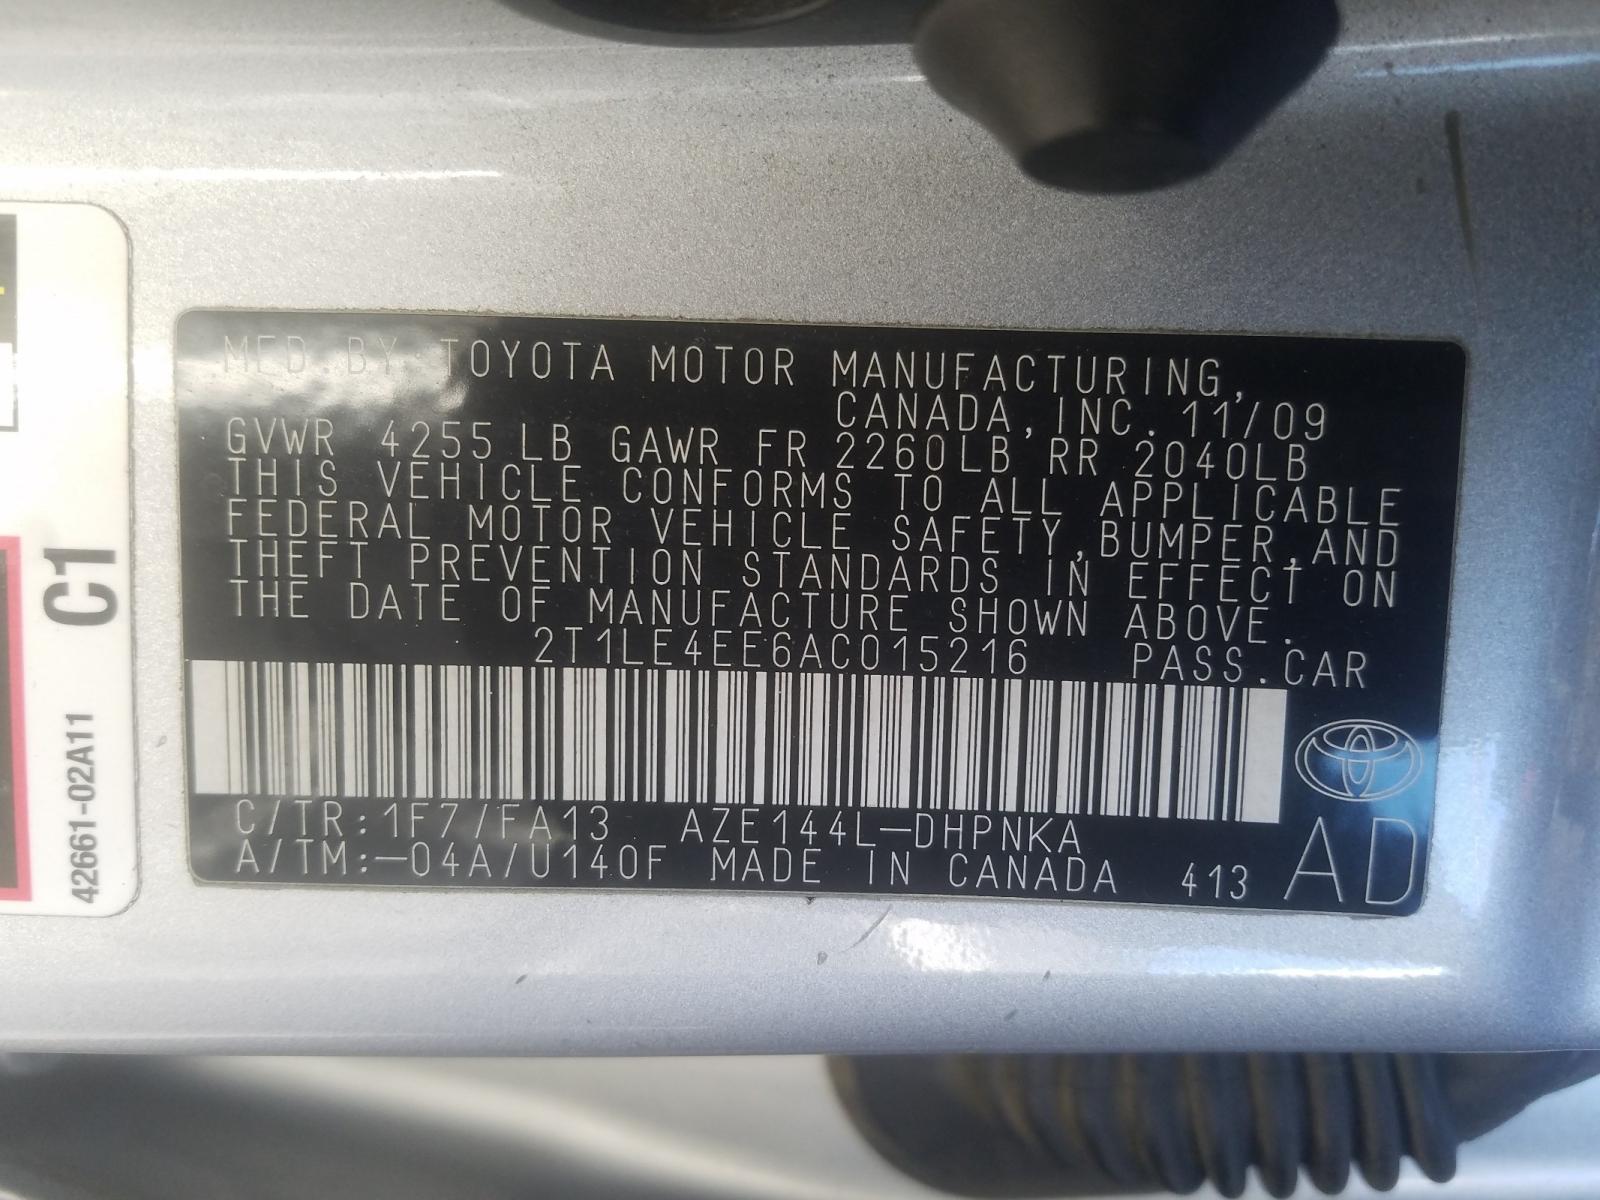 MFD.BY TOYOTA MOTOR MANUFACTURING,
CANADA,INC. 11/09
GVWR 4255 LB GAWR FR 2260LB RR 2040LB
THIS VEHICLE CONFORMS TO ALL APPLICABLE
FEDERAL MOTOR VEHICLE SAFETY,BUMPER,AND
THEFT PREVENTION STANDARDS IN EFFECT ON
THE DATE OF MANUFACTURE SHOWN ABOVE.
2T1LE4EE6AC015216 PASS.CAR
C/TR:1F7/FA13 AZE144L-DHPNKA
A/TM:-04A/U140F MADE IN CANADA 413
AD
C1
42661-02A11